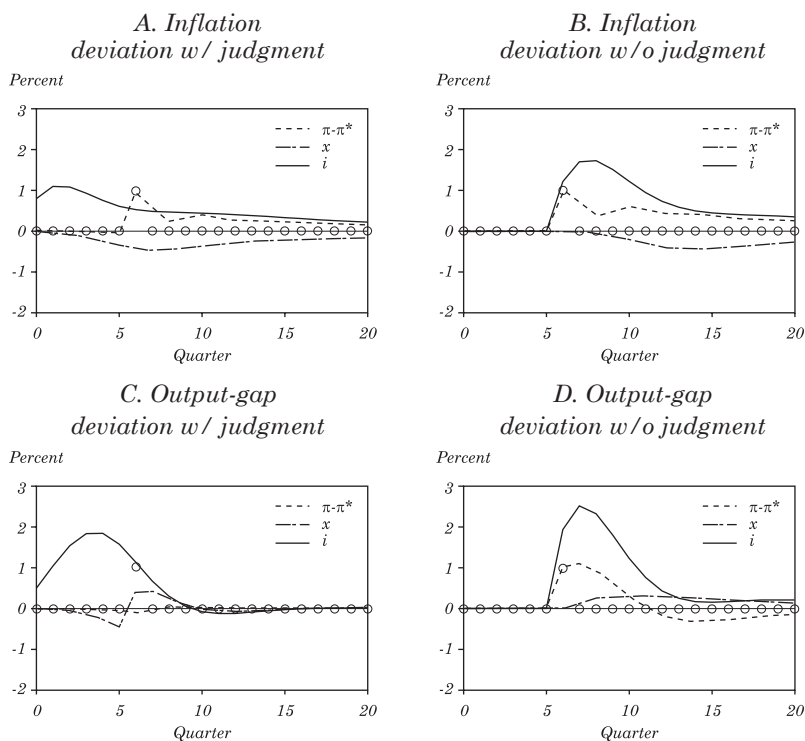 A. Inflation
deviation w/ judgment
Percent
3
2
1
0
-1
-2
π-π*
x
i
0 5 10 15 20
Quarter
B. Inflation
deviation w/o judgment
Percent
3
2
1
0
-1
-2
π-π*
x
i
0 5 10 15 20
Quarter
C. Output-gap
deviation w/ judgment
Percent
3
2
1
0
-1
-2
π-π*
x
i
0 5 10 15 20
Quarter
D. Output-gap
deviation w/o judgment
Percent
3
2
1
0
-1
-2
π-π*
x
i
0 5 10 15 20
Quarter